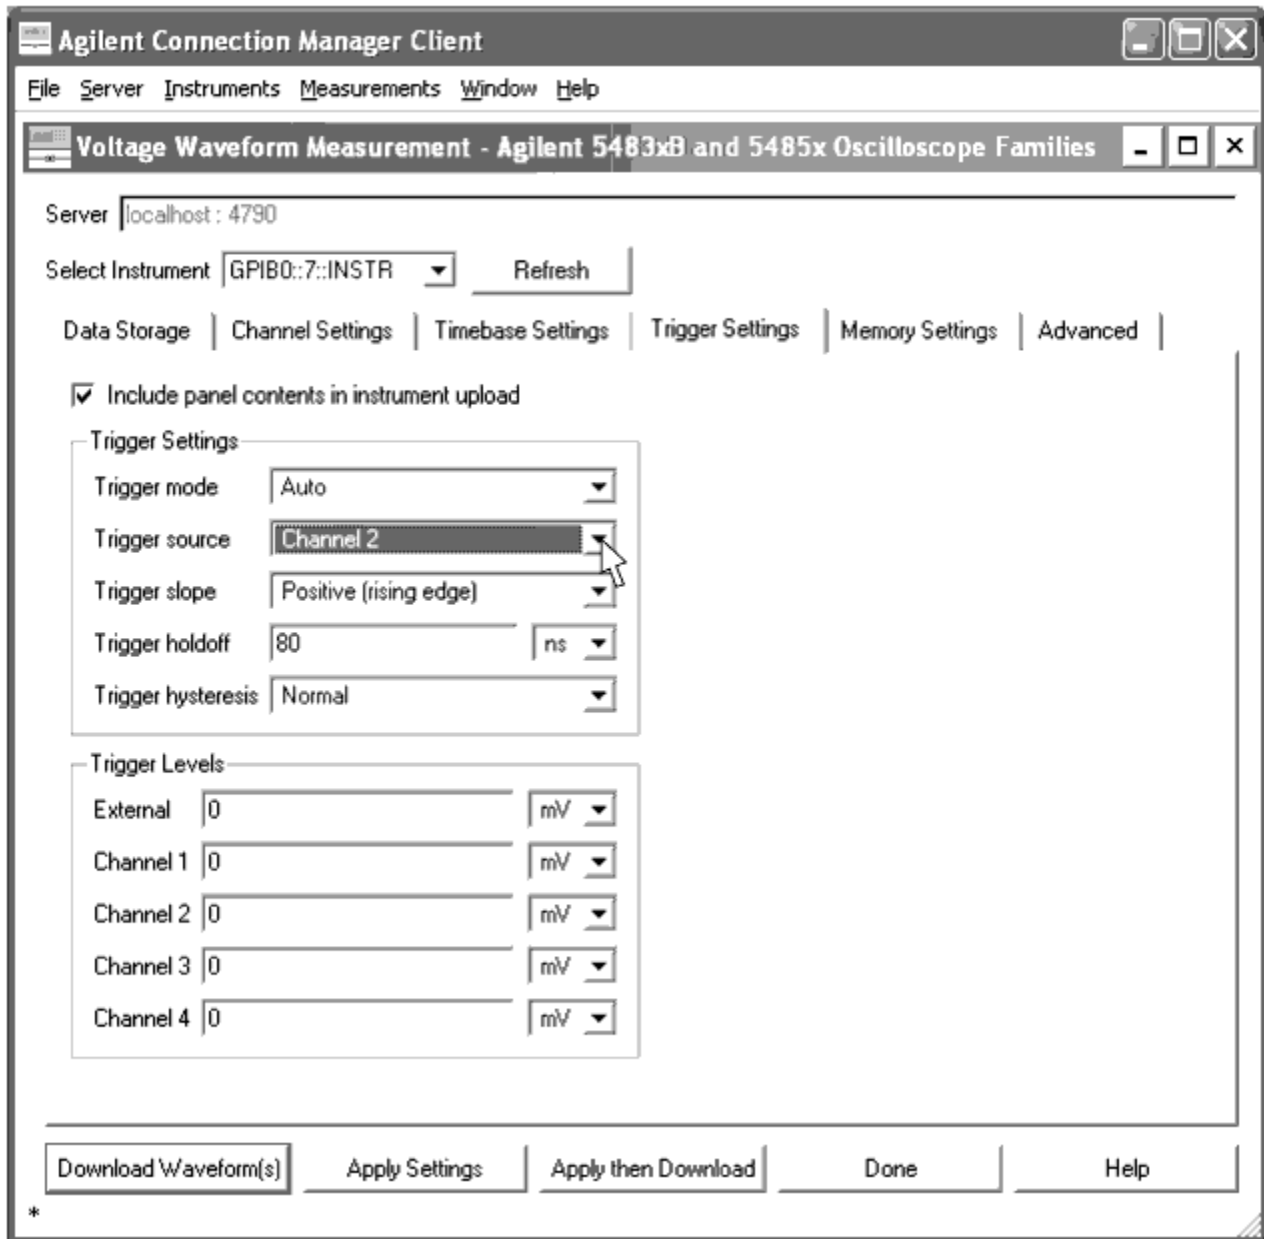 Agilent Connection Manager Client
File Server Instruments Measurements Window Help
Voltage Waveform Measurement - Agilent 5483xB and 5485x Oscilloscope Families
Server localhost : 4790
Select Instrument GPIB0::7::INSTR Refresh
Data Storage Channel Settings Timebase Settings Trigger Settings Memory Settings Advanced
Include panel contents in instrument upload
Trigger Settings
Trigger mode Auto
Trigger source Channel 2
Trigger slope Positive (rising edge)
Trigger holdoff 80 ns
Trigger hysteresis Normal
Trigger Levels
External 0 mV
Channel 1 0 mV
Channel 2 0 mV
Channel 3 0 mV
Channel 4 0 mV
Download Waveform(s) Apply Settings Apply then Download Done Help
*